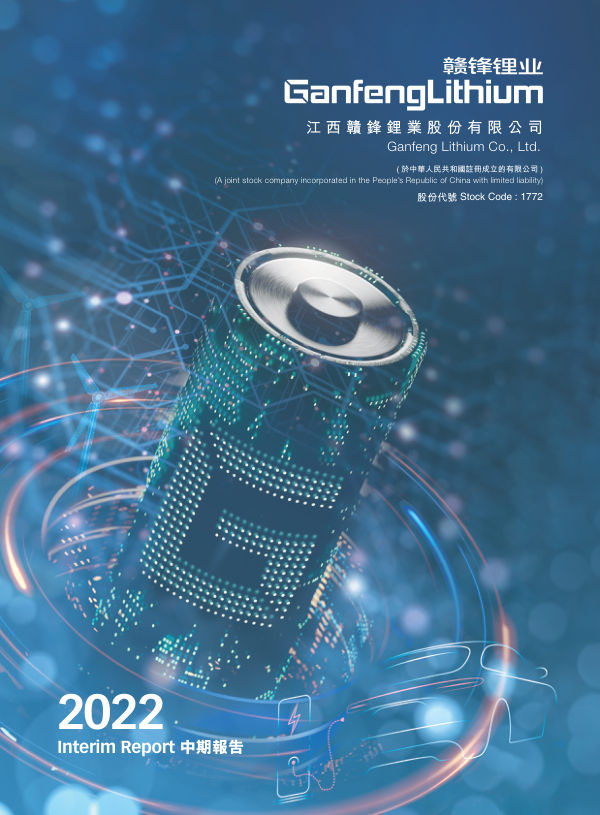 赣锋锂业
GanfengLithium
江西贛鋒鋰業股份有限公司
Ganfeng Lithium Co., Ltd.
(於中華人民共和國註冊成立的有限公司)
(A joint stock company incorporated in the People's Republic of China with limited liability)
股份代號 Stock Code : 1772
G
2022
Interim Report 中期報告